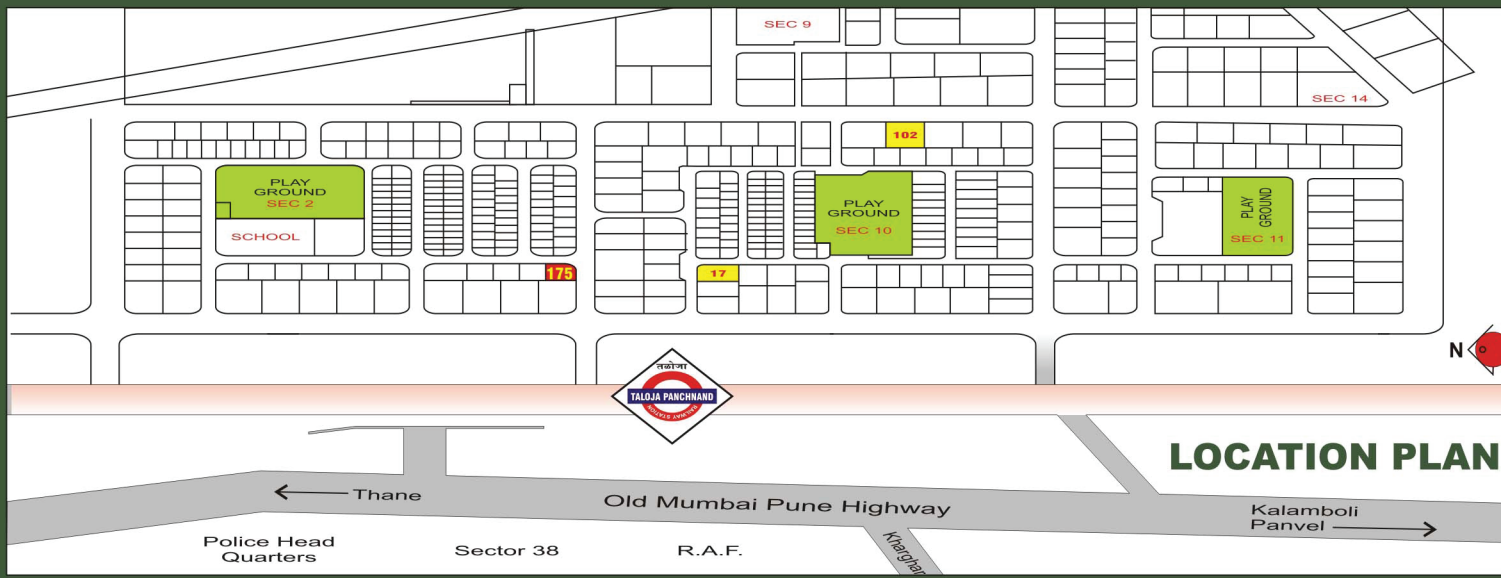 SEC 9
SEC 14
102
PLAY
GROUND
SEC 2
SCHOOL
PLAY
GROUND
SEC 10
PLAY
GROUND
SEC 11
175
17
N
तळोजा
TALOJA PANCHNAND
RAILWAY STATION
LOCATION PLAN
Thane
Old Mumbai Pune Highway
Kalamboli
Panvel
Police Head
Quarters
Sector 38
R.A.F.
Kharghar